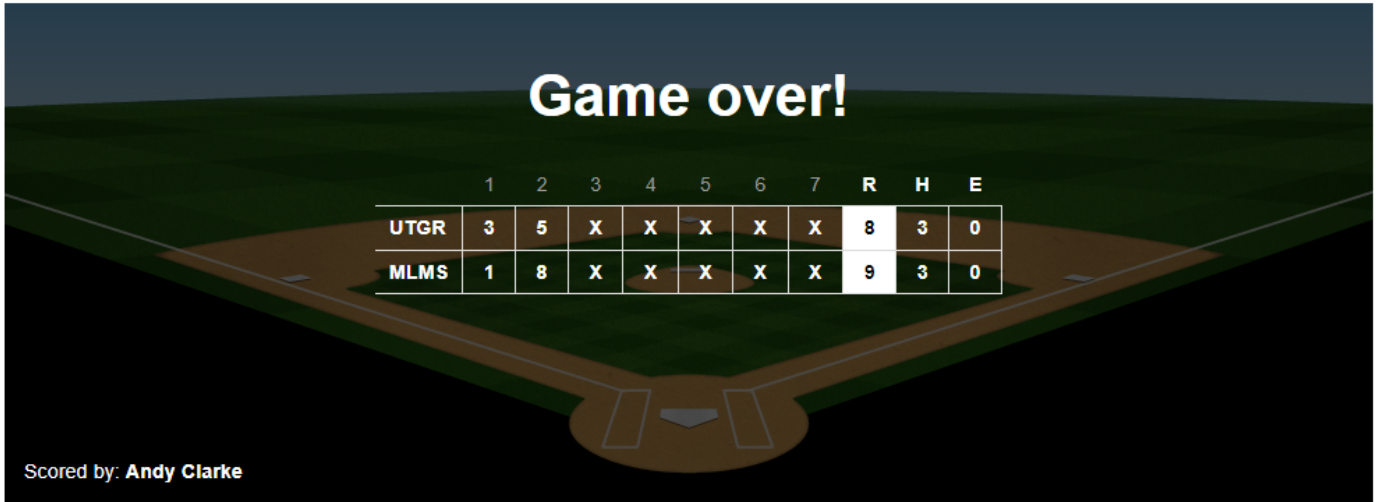 Game over!
1 2 3 4 5 6 7 R H E
UTGR 3 5 X X X X X 8 3 0
MLMS 1 8 X X X X X 9 3 0
Scored by: Andy Clarke